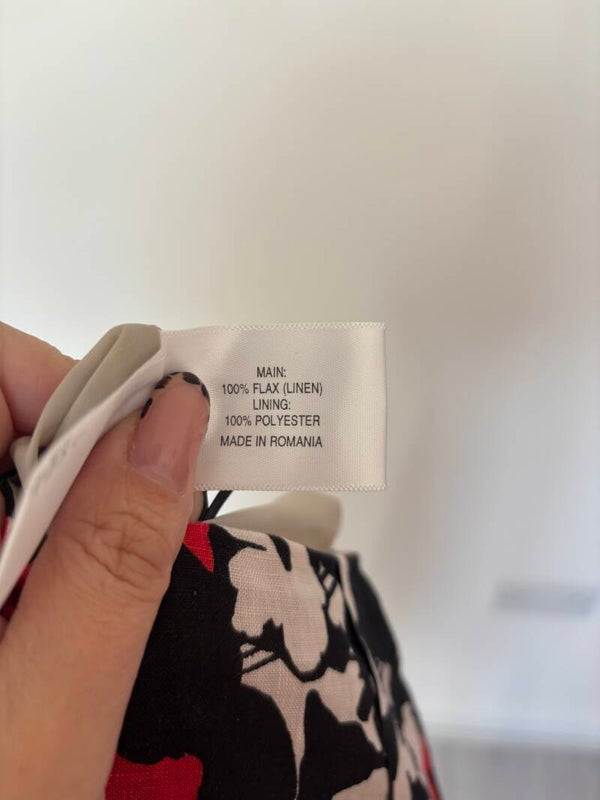 MAIN:
100% FLAX (LINEN)
LINING:
100% POLYESTER
MADE IN ROMANIA